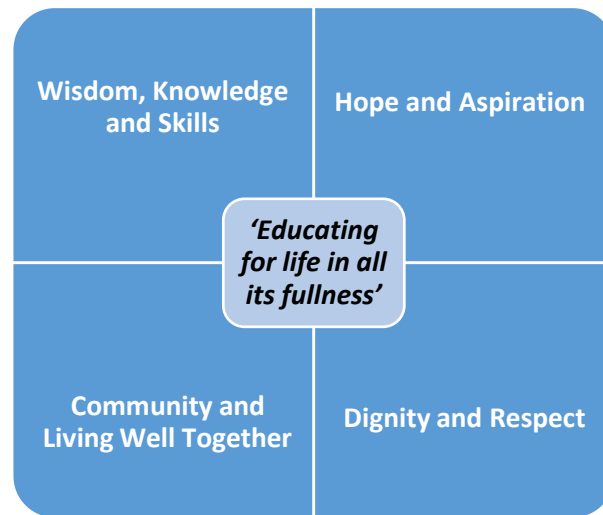 Wisdom, Knowledge
and Skills
Hope and Aspiration
‘Educating
for life in all
its fullness’
Community and
Living Well Together
Dignity and Respect